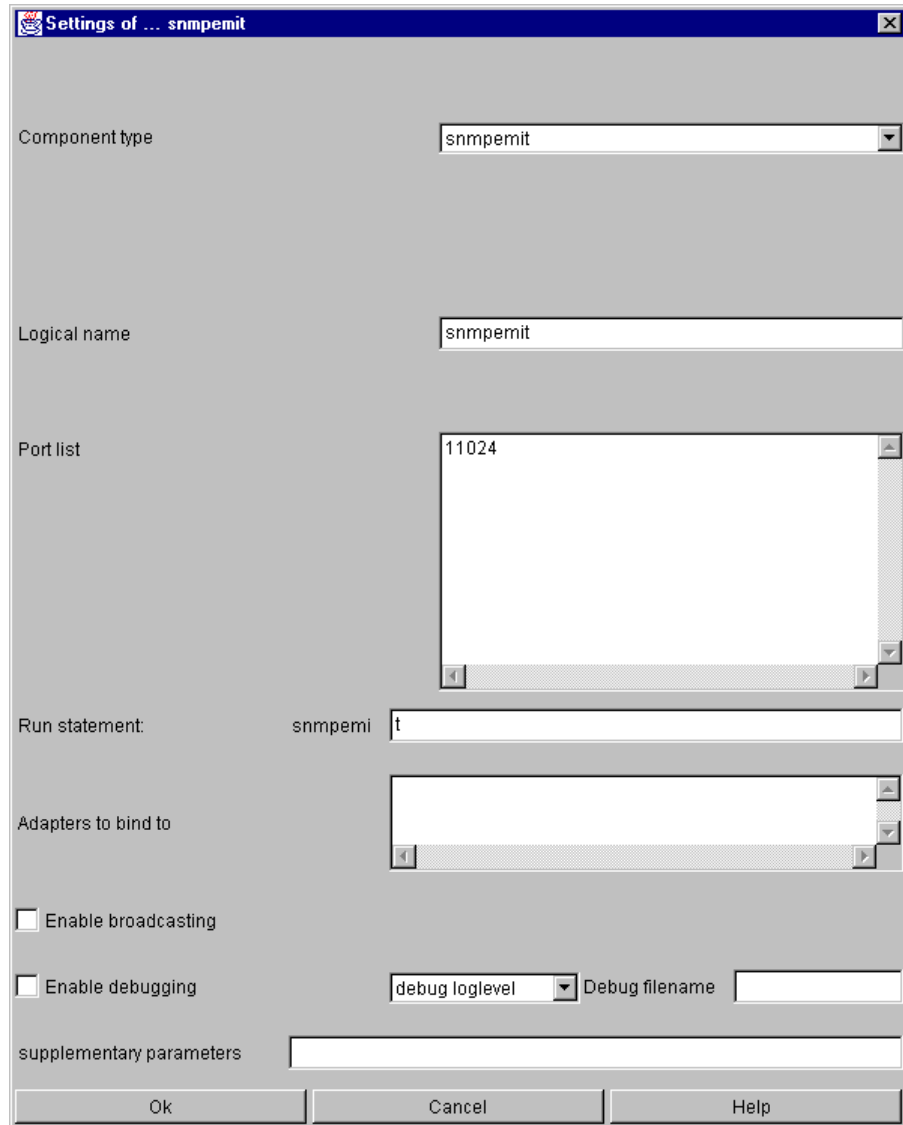 Settings of ... snmpemit
Component type snmpemit
Logical name snmpemit
Port list 11024
Run statement: snmpemi t
Adapters to bind to
Enable broadcasting
Enable debugging debug loglevel Debug filename
supplementary parameters
Ok Cancel Help